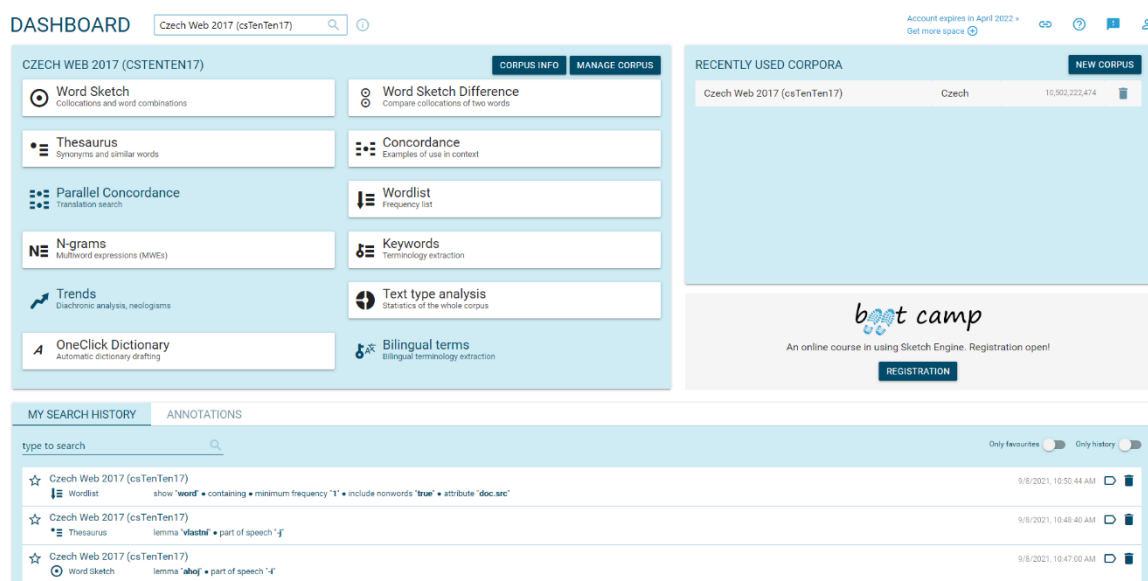 DASHBOARD
Czech Web 2017 (csTenTen17)
Account expires in April 2022 »
Get more space
CZECH WEB 2017 (CSTENTEN17)
CORPUS INFO
MANAGE CORPUS
Word Sketch
Collocations and word combinations
Word Sketch Difference
Compare collocations of two words
Thesaurus
Synonyms and similar words
Concordance
Examples of use in context
Parallel Concordance
Translation search
Wordlist
Frequency list
N-grams
Multiword expressions (MWEs)
Keywords
Terminology extraction
Trends
Diachronic analysis, neologisms
Text type analysis
Statistics of the whole corpus
OneClick Dictionary
Automatic dictionary drafting
Bilingual terms
Bilingual terminology extraction
RECENTLY USED CORPORA
NEW CORPUS
Czech Web 2017 (csTenTen17) Czech 10,502,222,474
boot camp
An online course in using Sketch Engine. Registration open!
REGISTRATION
MY SEARCH HISTORY
ANNOTATIONS
type to search
Only favourites
Only history
Czech Web 2017 (csTenTen17)
Wordlist show "word" • containing • minimum frequency "1" • include nonwords "true" • attribute "doc.src"
9/8/2021, 10:50:44 AM
Czech Web 2017 (csTenTen17)
Thesaurus lemma "vlastní" • part of speech "-j"
9/8/2021, 10:48:40 AM
Czech Web 2017 (csTenTen17)
Word Sketch lemma "ahoj" • part of speech "-i"
9/8/2021, 10:47:00 AM